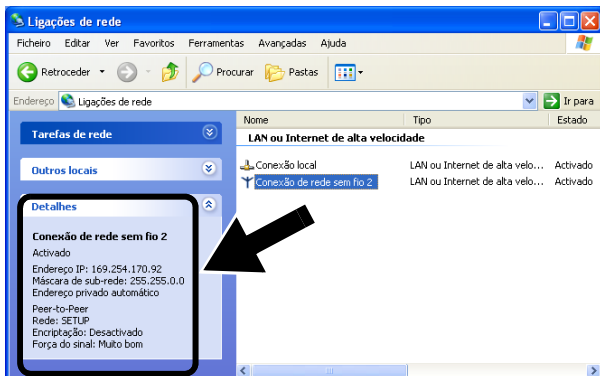 Ligações de rede
Ficheiro Editar Ver Favoritos Ferramentas Avançadas Ajuda
Retroceder Procurar Pastas
Endereço Ligações de rede Ir para
Tarefas de rede
Outros locais
Detalhes
Conexão de rede sem fio 2
Activado
Endereço IP: 169.254.170.92
Máscara de sub-rede: 255.255.0.0
Endereço privado automático
Peer-to-Peer
Rede: SETUP
Encriptação: Desactivado
Força do sinal: Muito bom
Nome Tipo Estado
LAN ou Internet de alta velocidade
Conexão local LAN ou Internet de alta velo... Activado
Conexão de rede sem fio 2 LAN ou Internet de alta velo... Activado